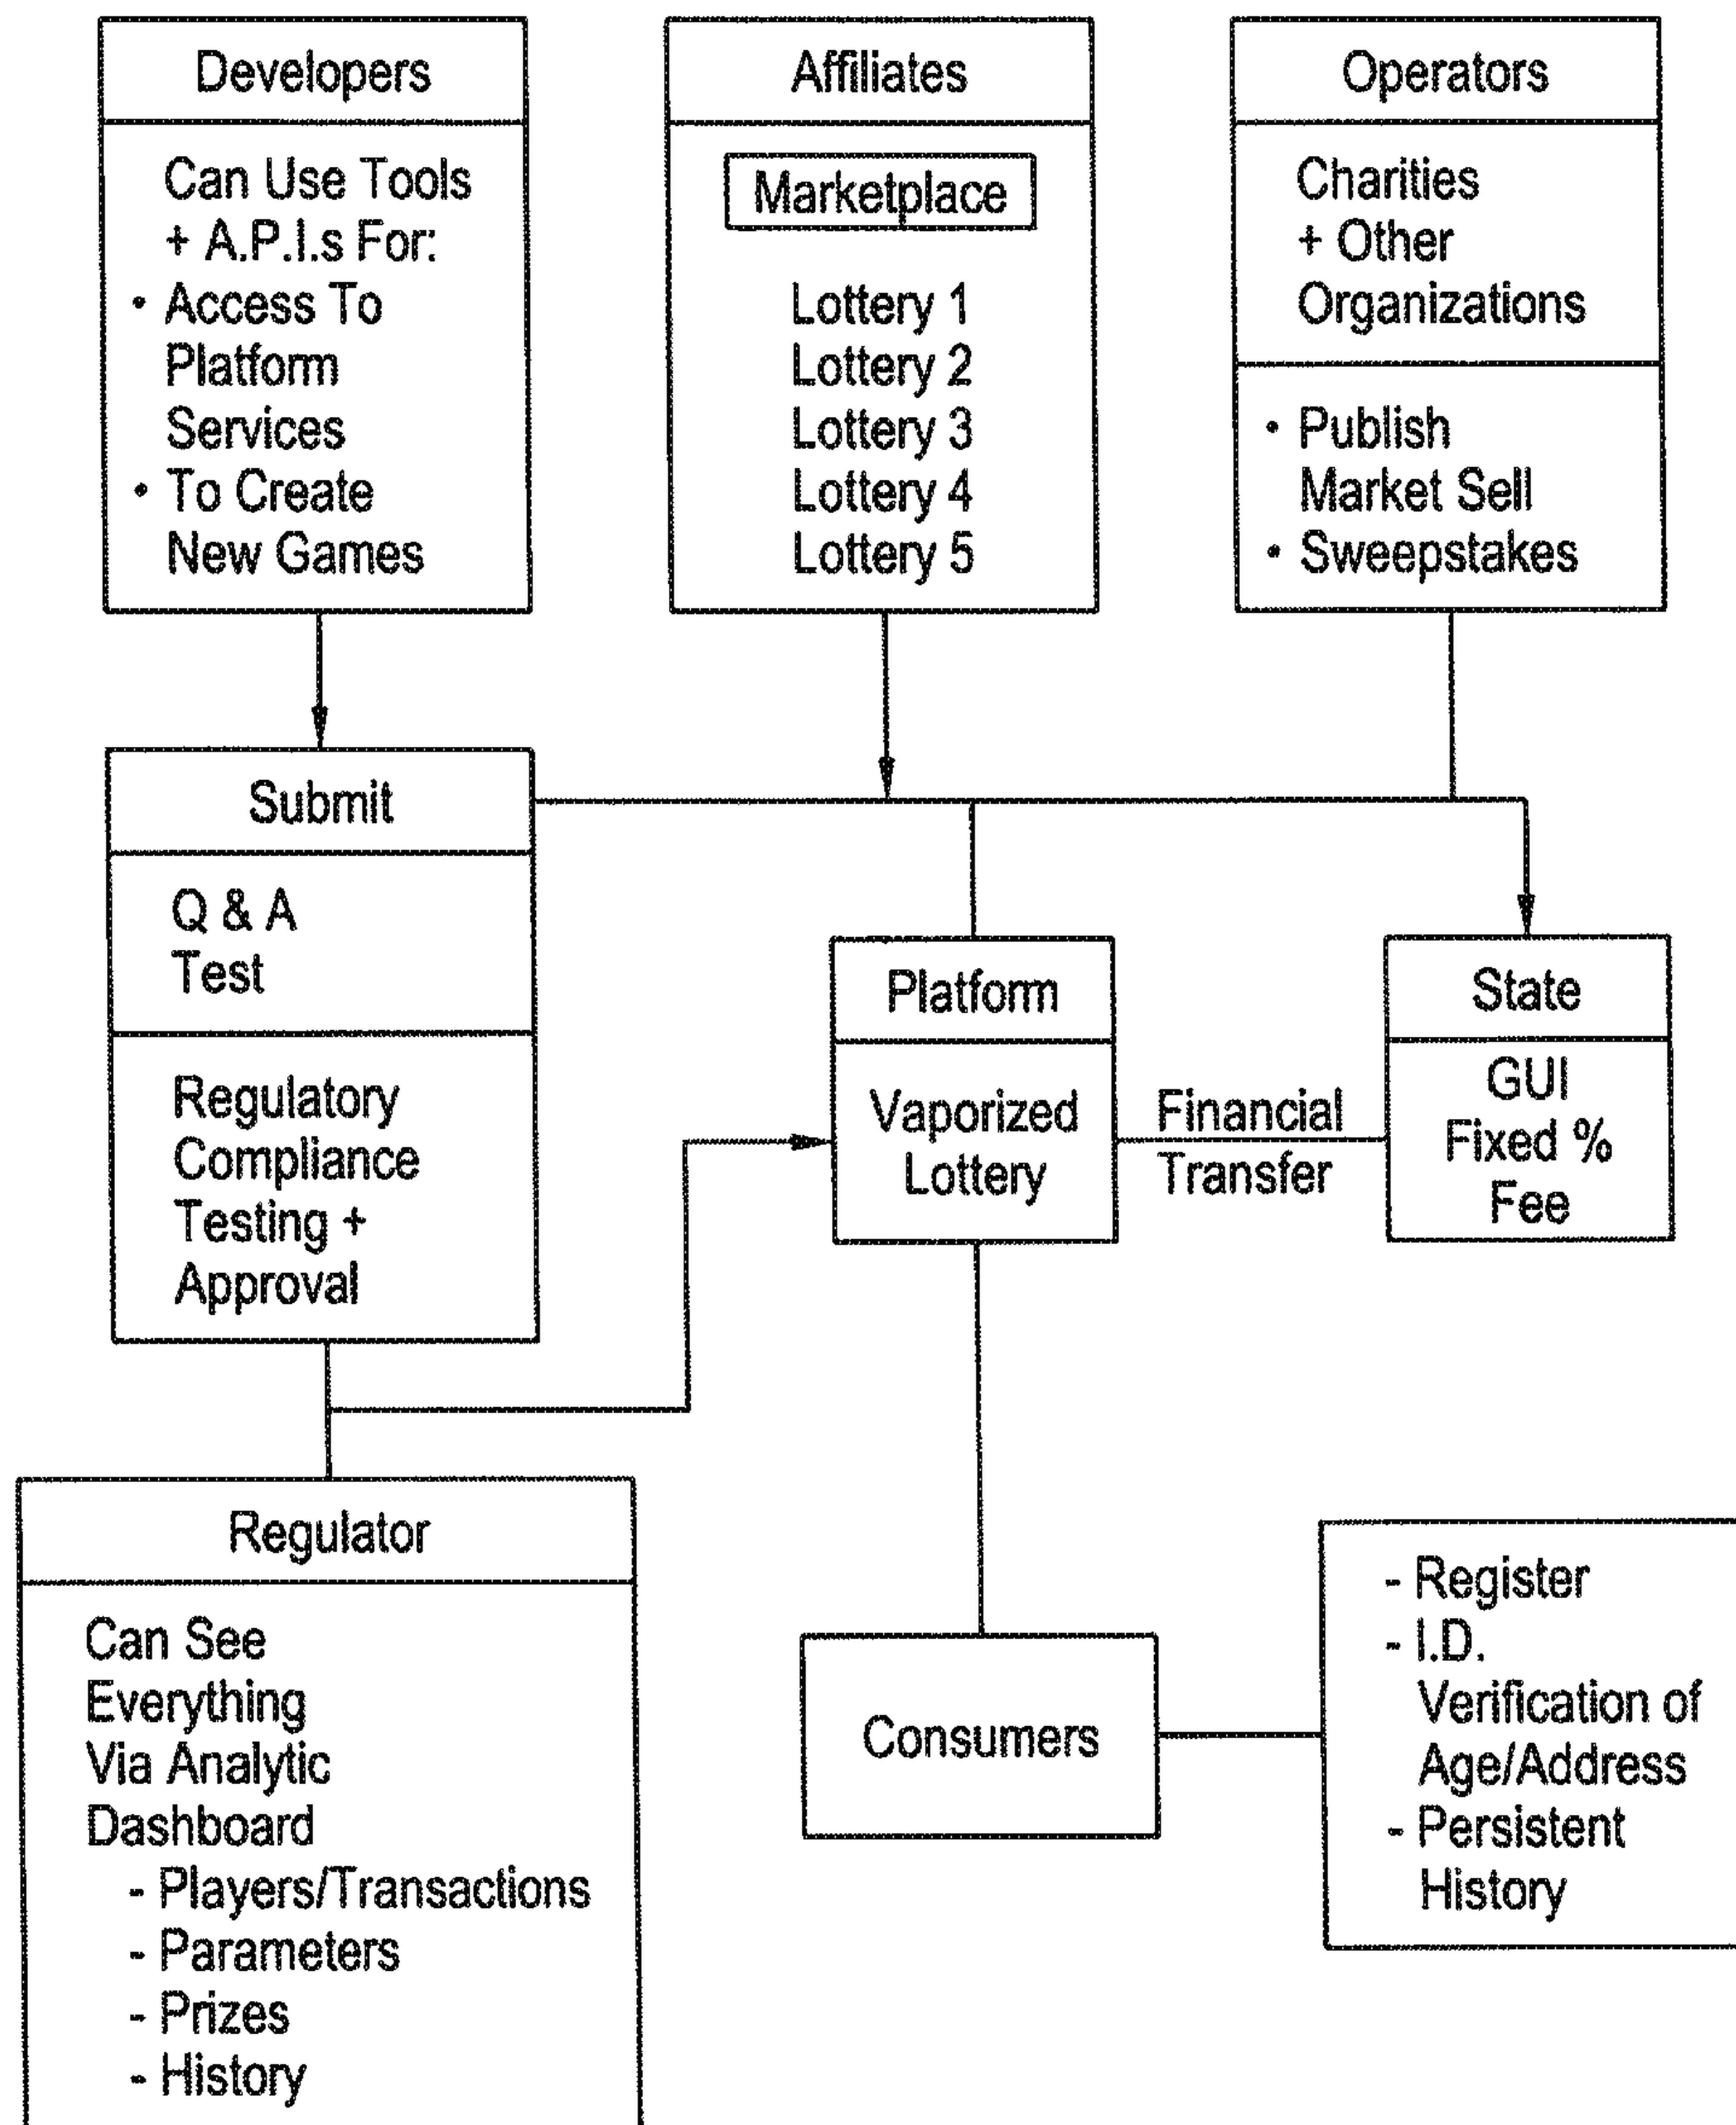 Developers
Can Use Tools
+ A.P.I.s For:
• Access To
Platform
Services
• To Create
New Games
Affiliates
Marketplace
Lottery 1
Lottery 2
Lottery 3
Lottery 4
Lottery 5
Operators
Charities
+ Other
Organizations
• Publish
Market Sell
• Sweepstakes
Submit
Q & A
Test
Regulatory
Compliance
Testing +
Approval
Platform
Vaporized
Lottery
Financial
Transfer
State
GUI
Fixed %
Fee
Regulator
Can See
Everything
Via Analytic
Dashboard
- Players/Transactions
- Parameters
- Prizes
- History
Consumers
- Register
- I.D.
Verification of
Age/Address
- Persistent
History